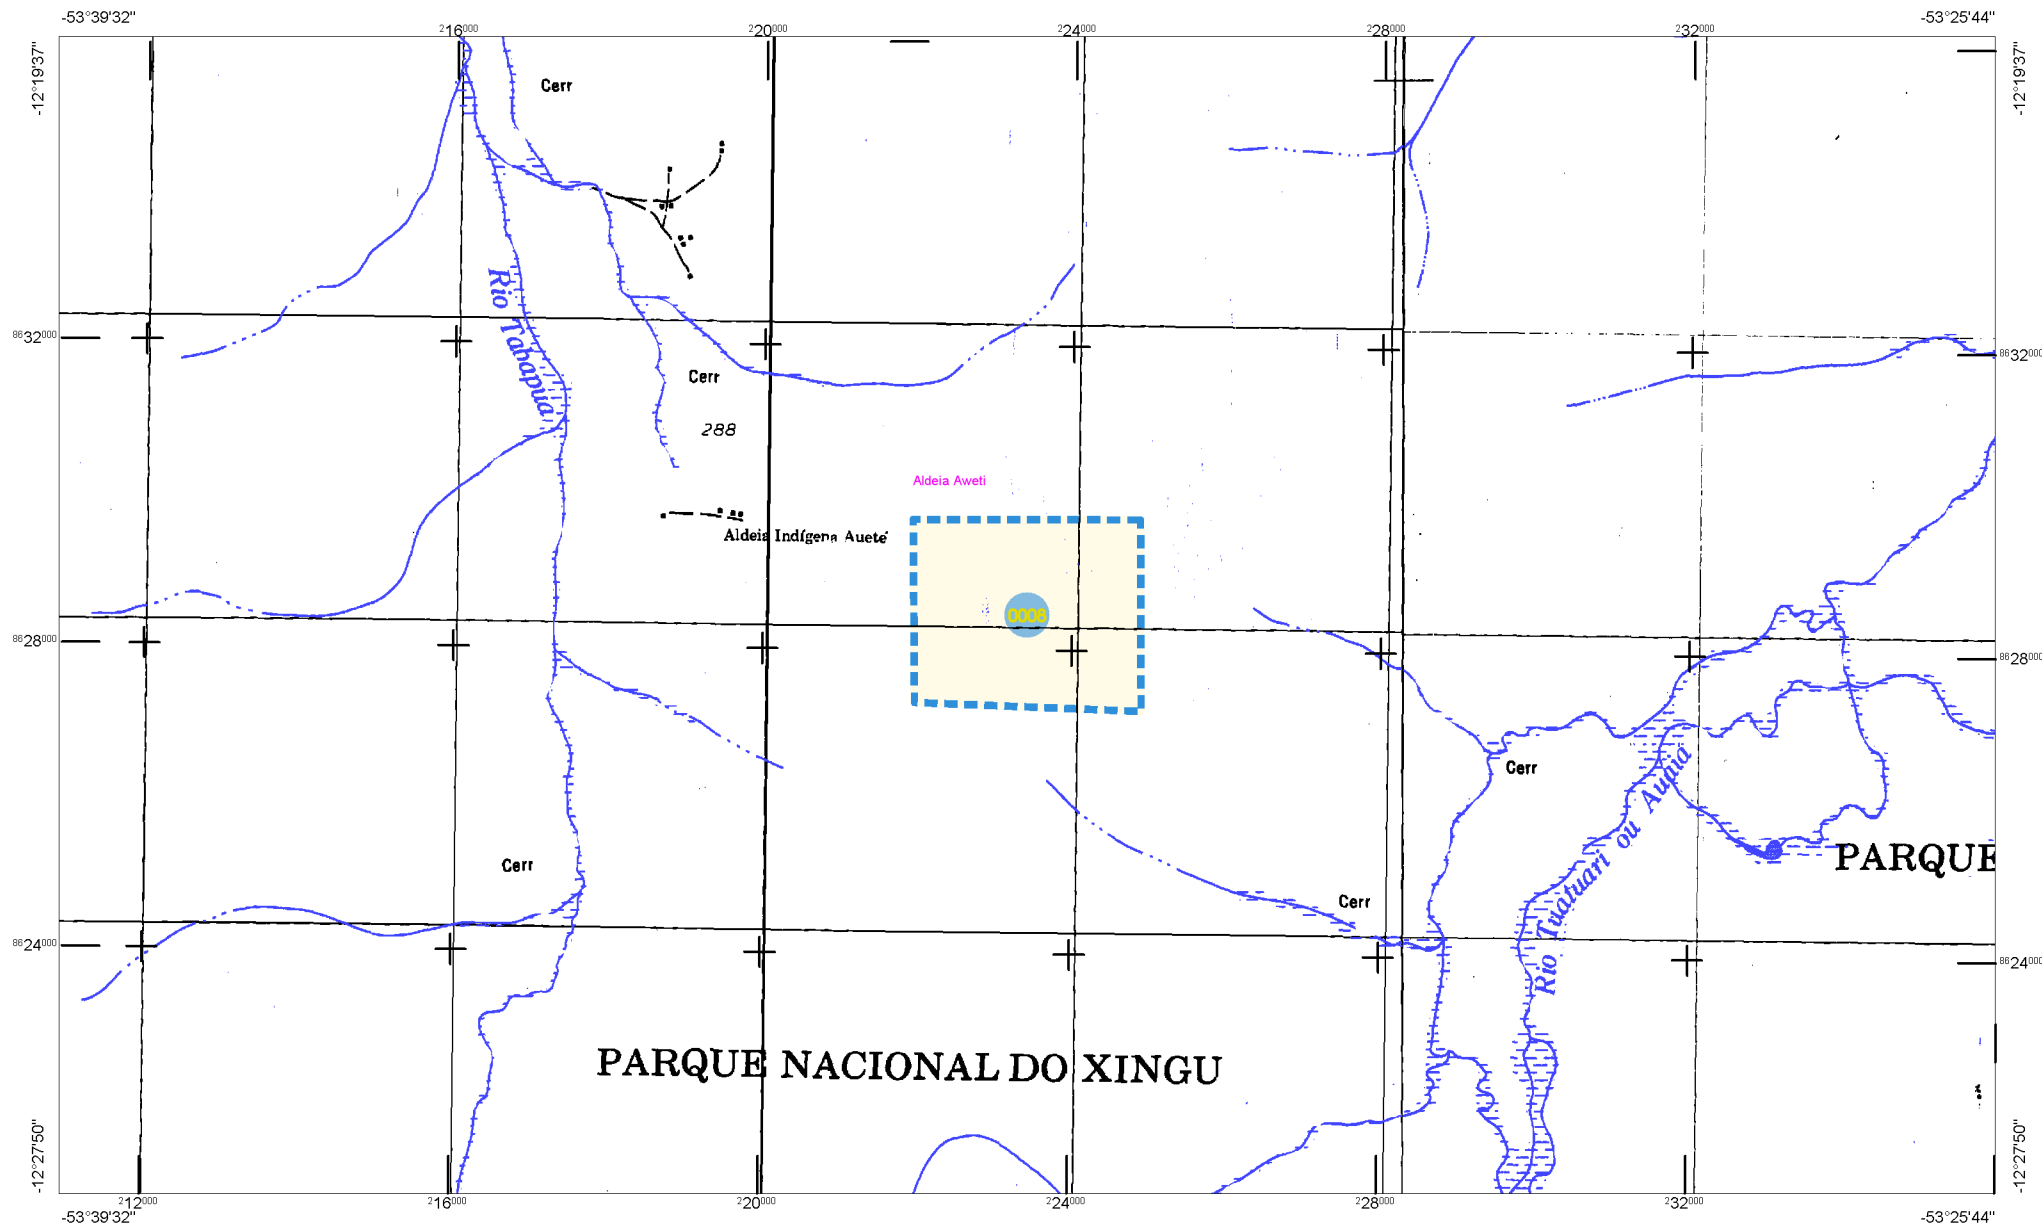 -53°39'32"
-53°25'44"
216000
220000
224000
228000
232000
-12°19'37"
-12°19'37"
Cerr
Rio Tabapuã
8632000
8632000
Cerr
288
Aldeia Aweti
Aldeia Indígena Aueté
0008
8628000
8628000
Cerr
Rio Tuatuari ou Auaiá
Cerr
PARQUE
Cerr
8624000
8624000
PARQUE NACIONAL DO XINGU
-12°27'50"
-12°27'50"
212000
216000
220000
224000
228000
232000
-53°39'32"
-53°25'44"